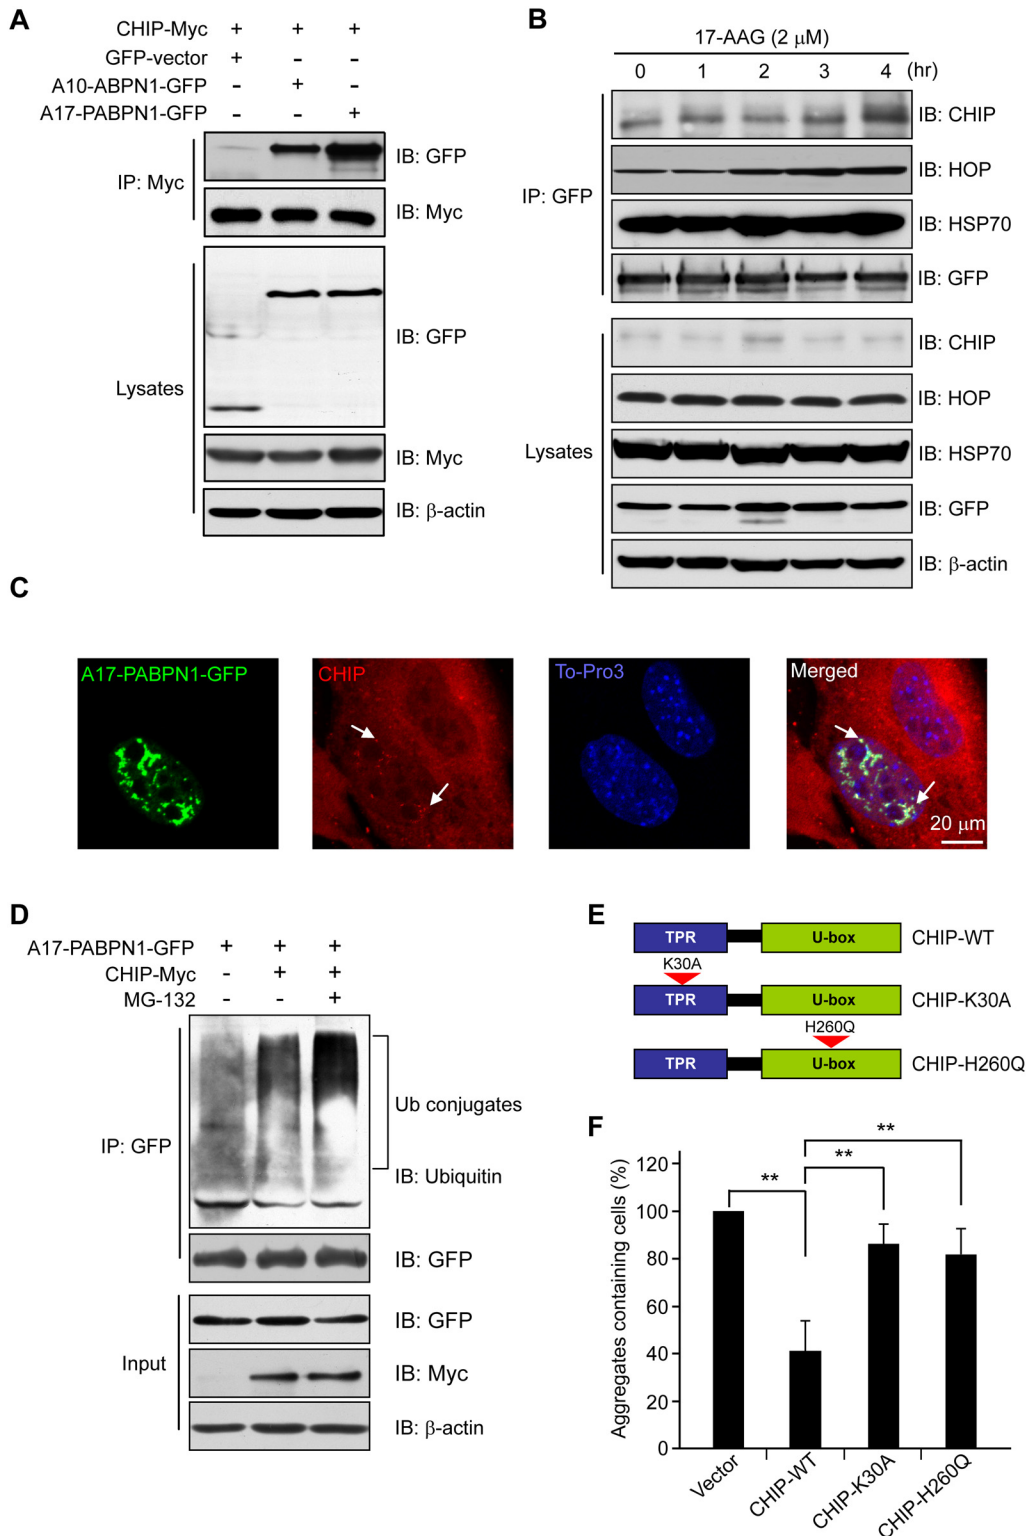 A
CHIP-Myc + + +
GFP-vector + - -
A10-ABPN1-GFP - + -
A17-PABPN1-GFP - - +
IP: Myc
IB: GFP
IB: Myc
Lysates
IB: GFP
IB: Myc
IB: β-actin
B
17-AAG (2 μM)
0 1 2 3 4 (hr)
IP: GFP
IB: CHIP
IB: HOP
IB: HSP70
IB: GFP
Lysates
IB: CHIP
IB: HOP
IB: HSP70
IB: GFP
IB: β-actin
C
A17-PABPN1-GFP
CHIP
To-Pro3
Merged
20 μm
D
A17-PABPN1-GFP + + +
CHIP-Myc - + +
MG-132 - - +
IP: GFP
Ub conjugates
IB: Ubiquitin
IB: GFP
Input
IB: GFP
IB: Myc
IB: β-actin
E
TPR U-box CHIP-WT
K30A
TPR U-box CHIP-K30A
H260Q
TPR U-box CHIP-H260Q
F
Aggregates containing cells (%)
120
100
80
60
40
20
0
**
**
**
Vector
CHIP-WT
CHIP-K30A
CHIP-H260Q